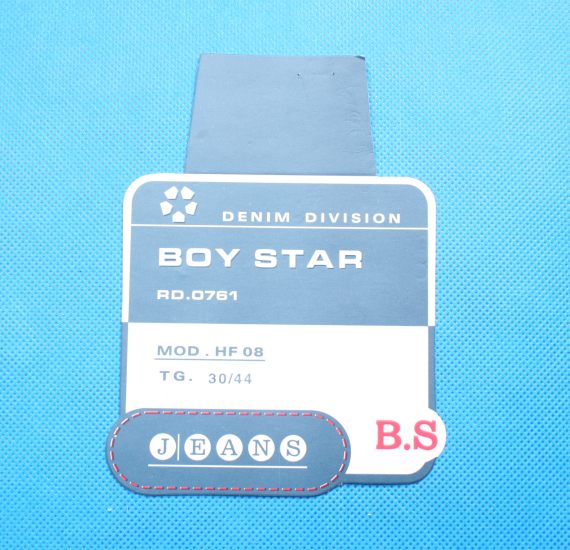 DENIM DIVISION
BOY STAR
RD.0761
MOD. HF 08
TG. 30/44
JEANS
B.S